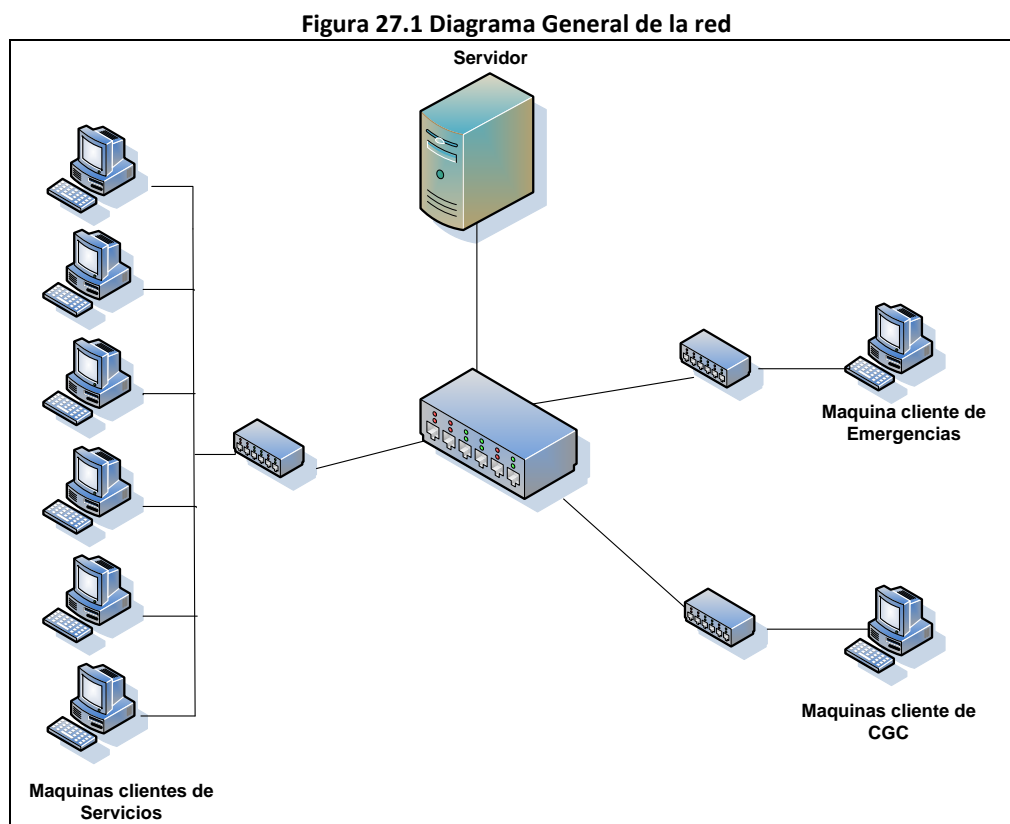 Figura 27.1 Diagrama General de la red
Servidor
Maquina cliente de
Emergencias
Maquinas cliente de
CGC
Maquinas clientes de
Servicios